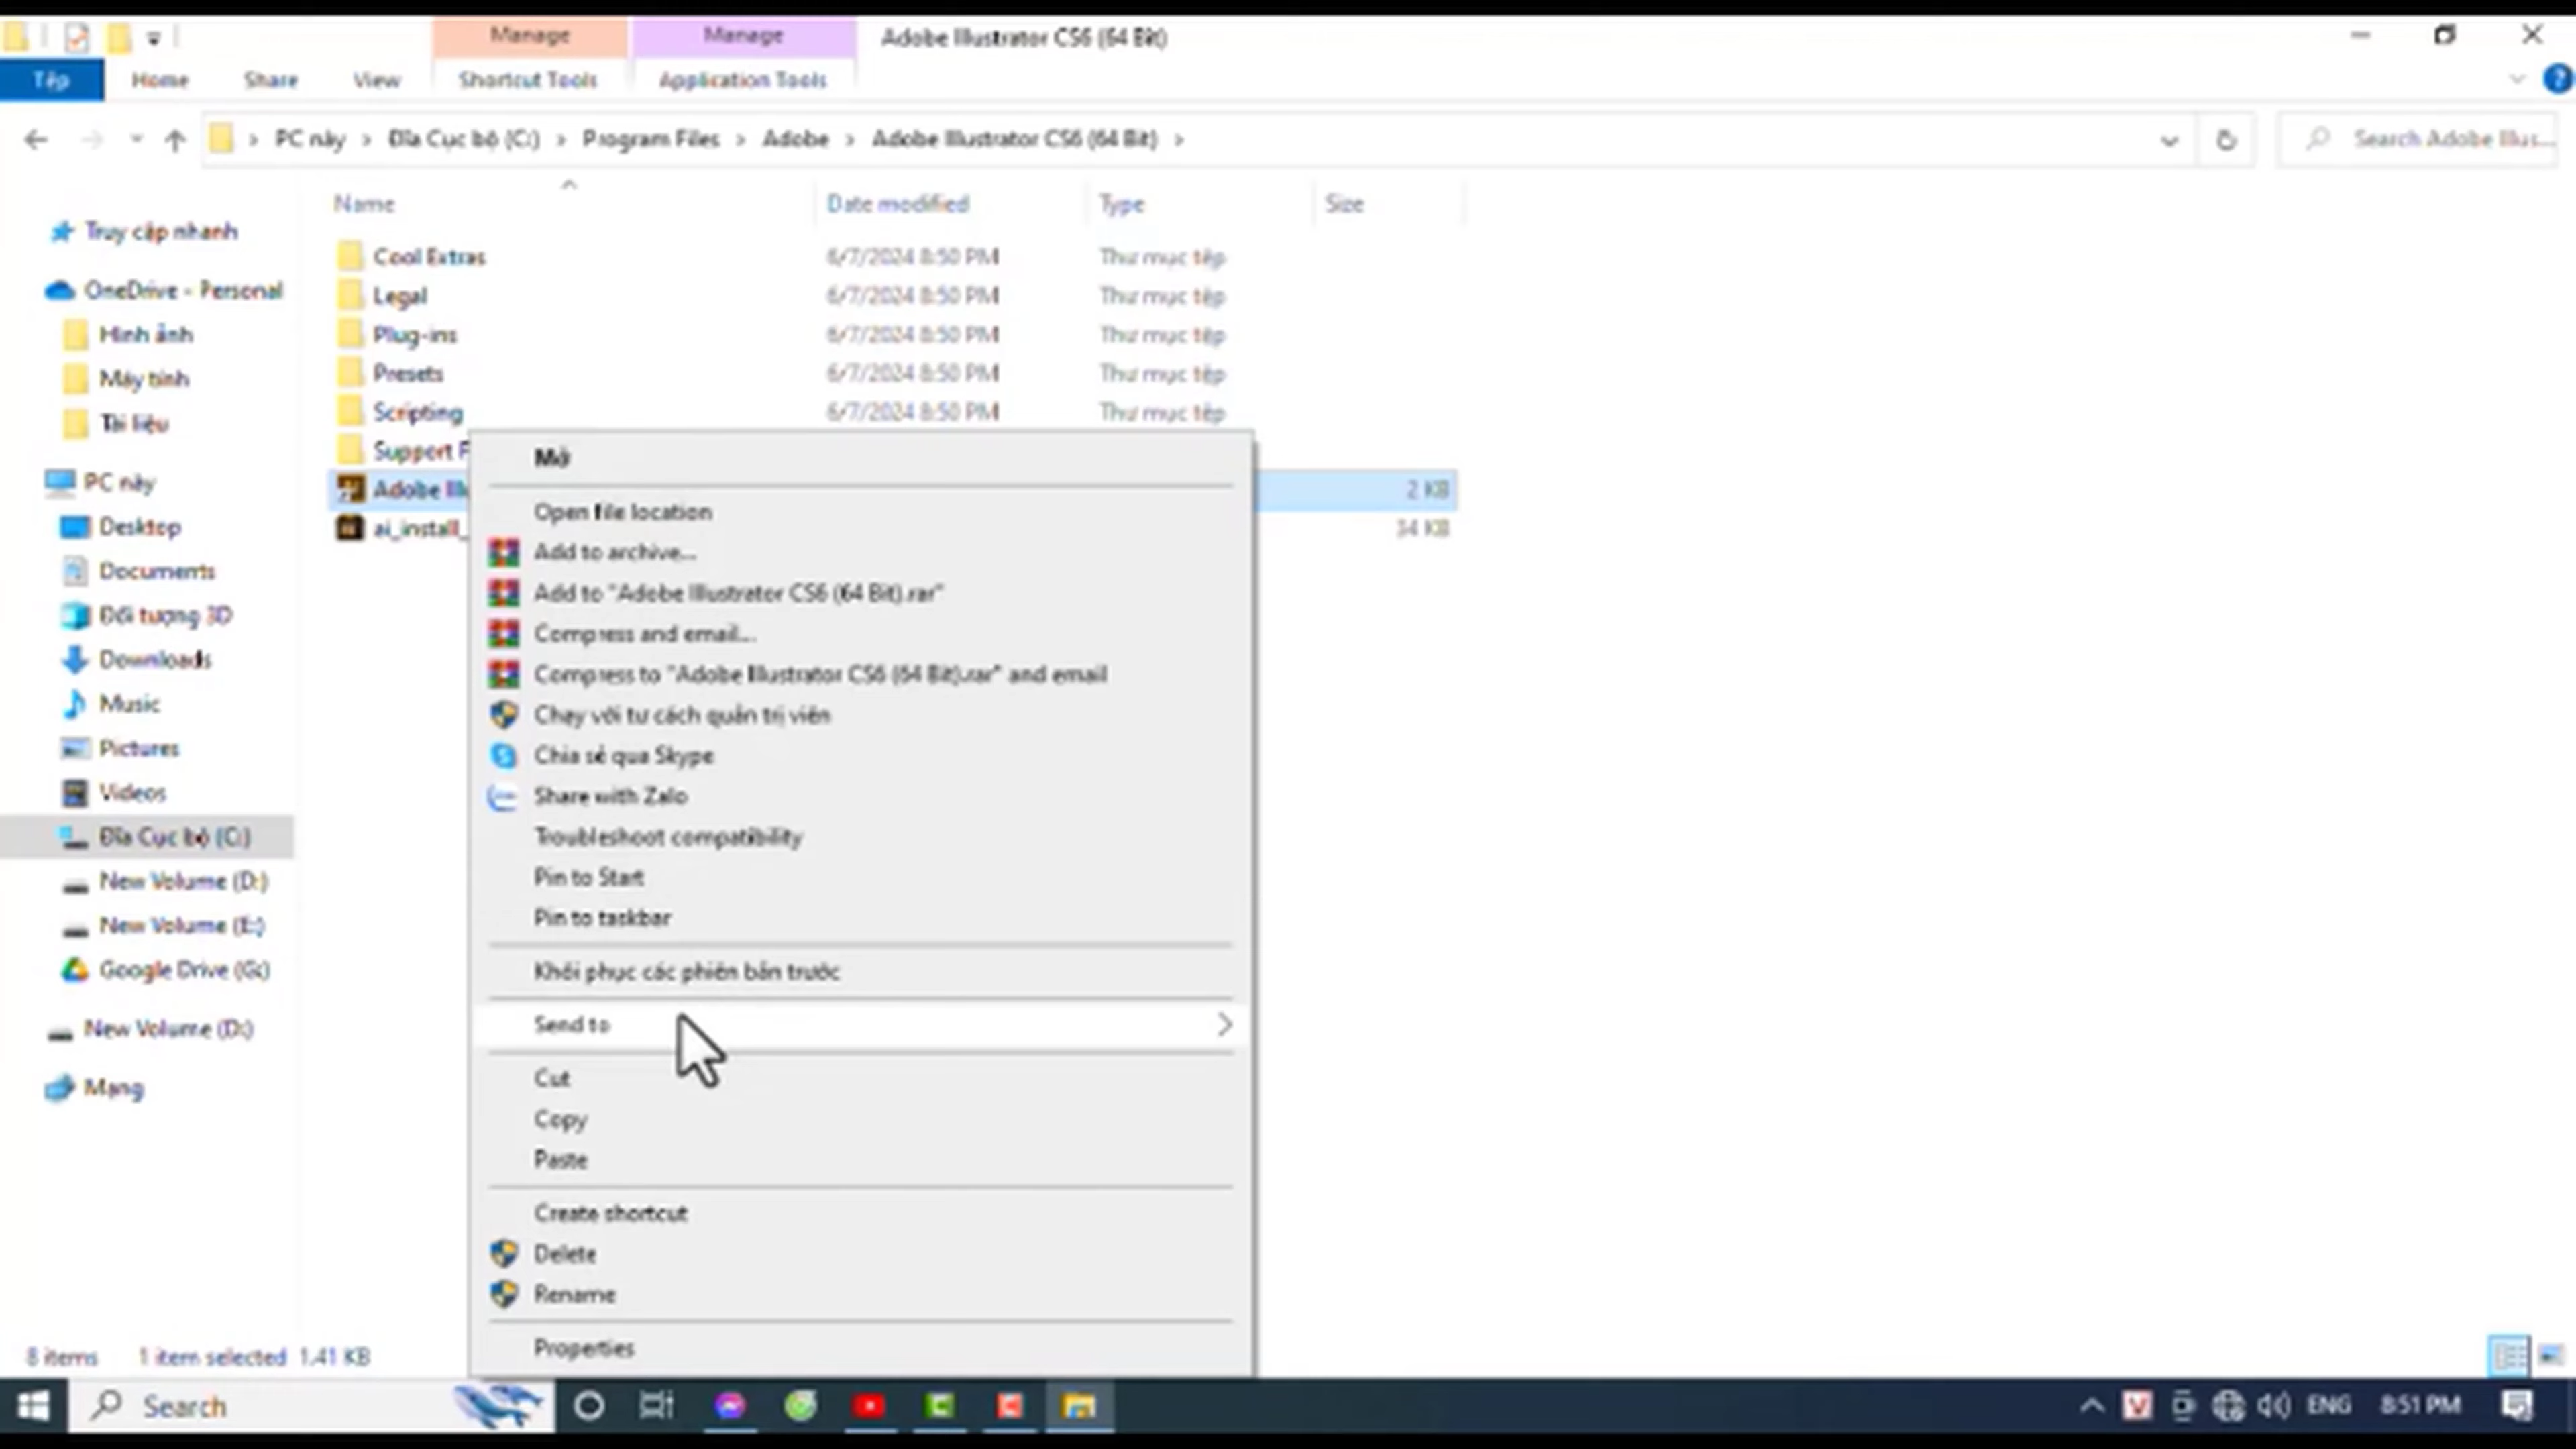 Manage
Manage
Adobe Illustrator CS6 (64 Bit)
Tệp
Home
Share
View
Shortcut Tools
Application Tools
PC này
Đĩa Cục bộ (C:)
Program Files
Adobe
Adobe Illustrator CS6 (64 Bit)
Search Adobe Illus...
Name
Date modified
Type
Size
Truy cập nhanh
OneDrive - Personal
Hình ảnh
Máy tính
Tài liệu
PC này
Desktop
Documents
Đối tượng 3D
Downloads
Music
Pictures
Videos
Đĩa Cục bộ (C:)
New Volume (D:)
New Volume (E:)
Google Drive (G:)
New Volume (D:)
Mạng
Cool Extras 6/7/2024 8:50 PM Thư mục tệp
Legal 6/7/2024 8:50 PM Thư mục tệp
Plug-ins 6/7/2024 8:50 PM Thư mục tệp
Presets 6/7/2024 8:50 PM Thư mục tệp
Scripting 6/7/2024 8:50 PM Thư mục tệp
Support F
Adobe Illu 2 KB
ai_install_ 34 KB
Mở
Open file location
Add to archive...
Add to "Adobe Illustrator CS6 (64 Bit).rar"
Compress and email...
Compress to "Adobe Illustrator CS6 (64 Bit).rar" and email
Chạy với tư cách quản trị viên
Chia sẻ qua Skype
Share with Zalo
Troubleshoot compatibility
Pin to Start
Pin to taskbar
Khôi phục các phiên bản trước
Send to
Cut
Copy
Paste
Create shortcut
Delete
Rename
Properties
8 items
1 item selected 1.41 KB
Search
ENG
8:51 PM